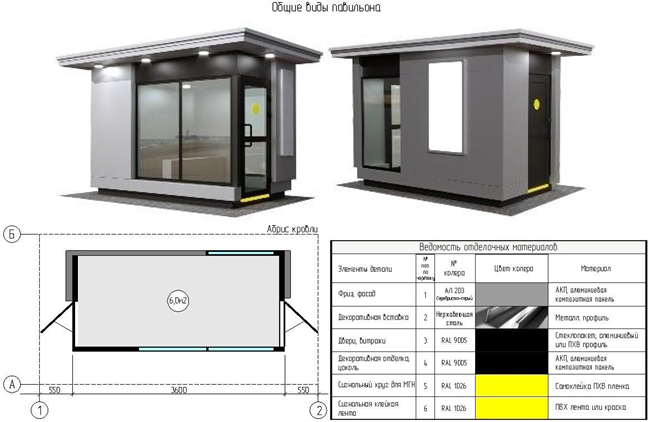 Общие виды павильона
Абрис кровли
Б
6,0м2
А
550
3600
550
1
2
Ведомость отделочных материалов
Элементы детали
№ поз. по чертежу
№ колера
Цвет колера
Материал
Фриз, фасад
1
АЛ 203
(серебристо-серый)
АКП, алюминиевая
композитная панель
Декоративная вставка
2
Нержавеющая
сталь
Металл. профиль
Двери, витражи
3
RAL 9005
Стеклопакет, алюминиевый
или ПХВ профиль
Декоративная отделка,
цоколь
4
RAL 9005
АКП, алюминиевая
композитная панель
Сигнальный круг для МГН
5
RAL 1026
Самоклейка ПХВ пленка
Сигнальная клейкая
лента
6
RAL 1026
ПВХ лента или краска